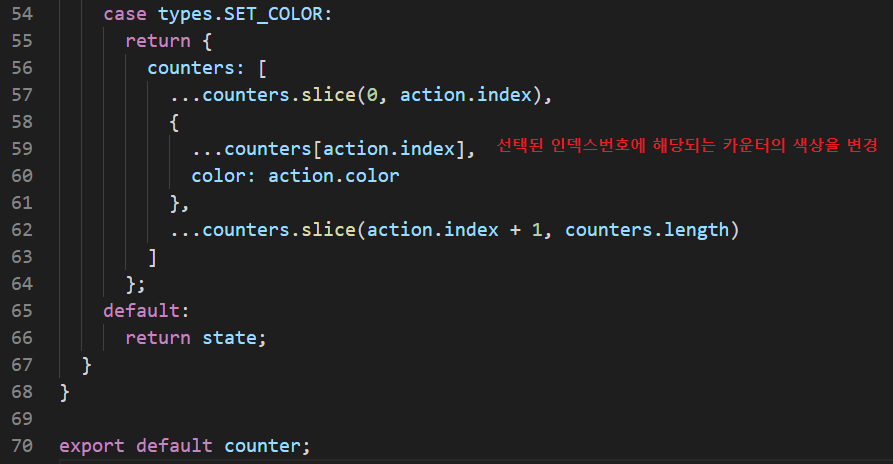 54 case types.SET_COLOR:
55 return {
56 counters: [
57 ...counters.slice(0, action.index),
58 {
59 ...counters[action.index], 선택된 인덱스번호에 해당되는 카운터의 색상을 변경
60 color: action.color
61 },
62 ...counters.slice(action.index + 1, counters.length)
63 ]
64 };
65 default:
66 return state;
67 }
68 }
69
70 export default counter;